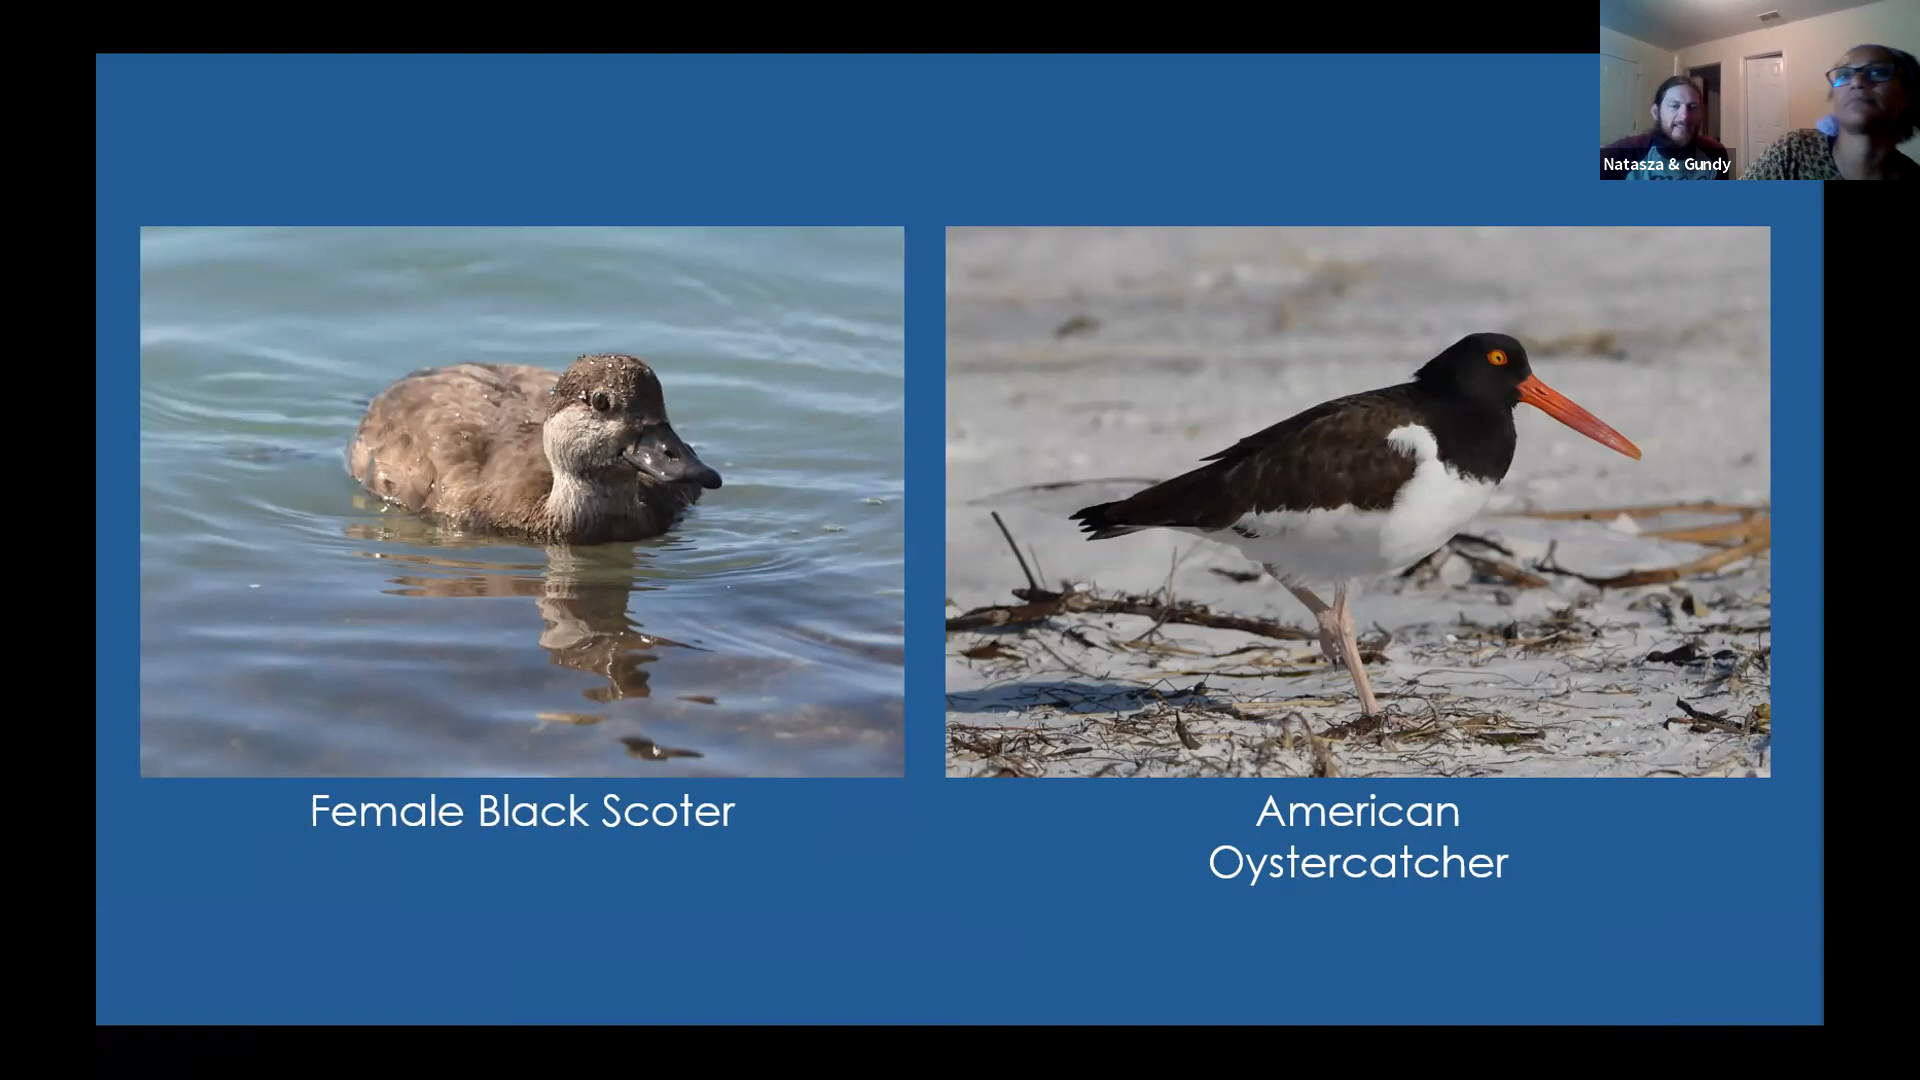 Natasza & Gundy
Female Black Scoter
American
Oystercatcher